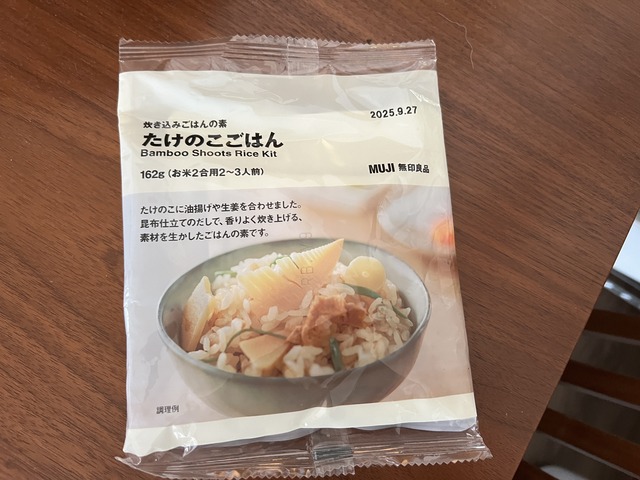 2025.9.27
炊き込みごはんの素
たけのこごはん
Bamboo Shoots Rice Kit
162g（お米2合用2〜3人前）
MUJI 無印良品
たけのこに油揚げや生姜を合わせました。
昆布仕立てのだしで、香りよく炊き上げる、
素材を生かしたごはんの素です。
調理例